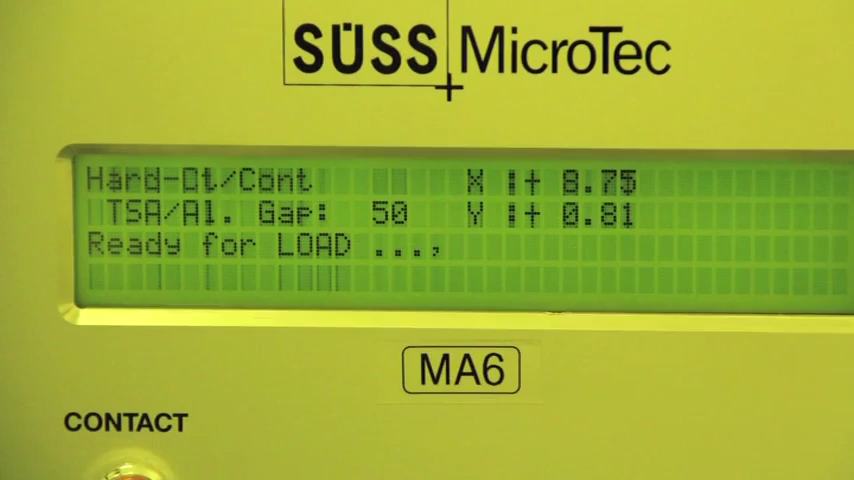 SÜSS MicroTec
Hard-Ct/Cont X :+ 8.75
TSA/Al. Gap: 50 Y :+ 0.81
Ready for LOAD ...,
MA6
CONTACT